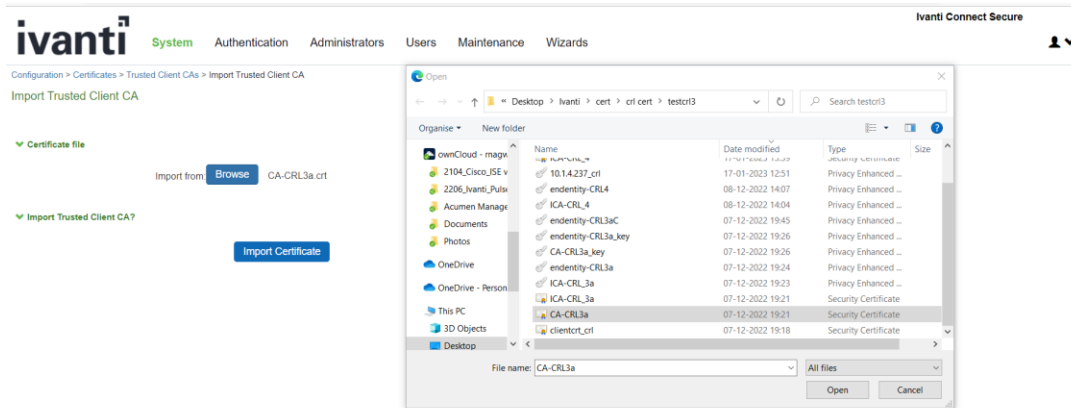 Ivanti Connect Secure
ivanti
System Authentication Administrators Users Maintenance Wizards
Configuration > Certificates > Trusted Client CAs > Import Trusted Client CA
Import Trusted Client CA
Certificate file
Import from: Browse CA-CRL3a.crt
Import Trusted Client CA?
Import Certificate
Open
« Desktop > Ivanti > cert > crl cert > testcrl3
Search testcrl3
Organise New folder
Name Date modified Type Size
ownCloud - magw
2104_Cisco_ISE v
2206_Ivanti_Puls
Acumen Manage
Documents
Photos
OneDrive
OneDrive - Person
This PC
3D Objects
Desktop
ICA-CRL_4 17-01-2023 13:39 Security Certificate
10.1.4.237_crl 17-01-2023 12:51 Privacy Enhanced ...
endentity-CRL4 08-12-2022 14:07 Privacy Enhanced ...
ICA-CRL_4 08-12-2022 14:04 Privacy Enhanced ...
endentity-CRL3aC 07-12-2022 19:45 Privacy Enhanced ...
endentity-CRL3a_key 07-12-2022 19:26 Privacy Enhanced ...
CA-CRL3a_key 07-12-2022 19:26 Privacy Enhanced ...
endentity-CRL3a 07-12-2022 19:24 Privacy Enhanced ...
ICA-CRL_3a 07-12-2022 19:23 Privacy Enhanced ...
ICA-CRL_3a 07-12-2022 19:21 Security Certificate
CA-CRL3a 07-12-2022 19:21 Security Certificate
clientcrt_crl 07-12-2022 19:18 Security Certificate
File name: CA-CRL3a All files
Open Cancel